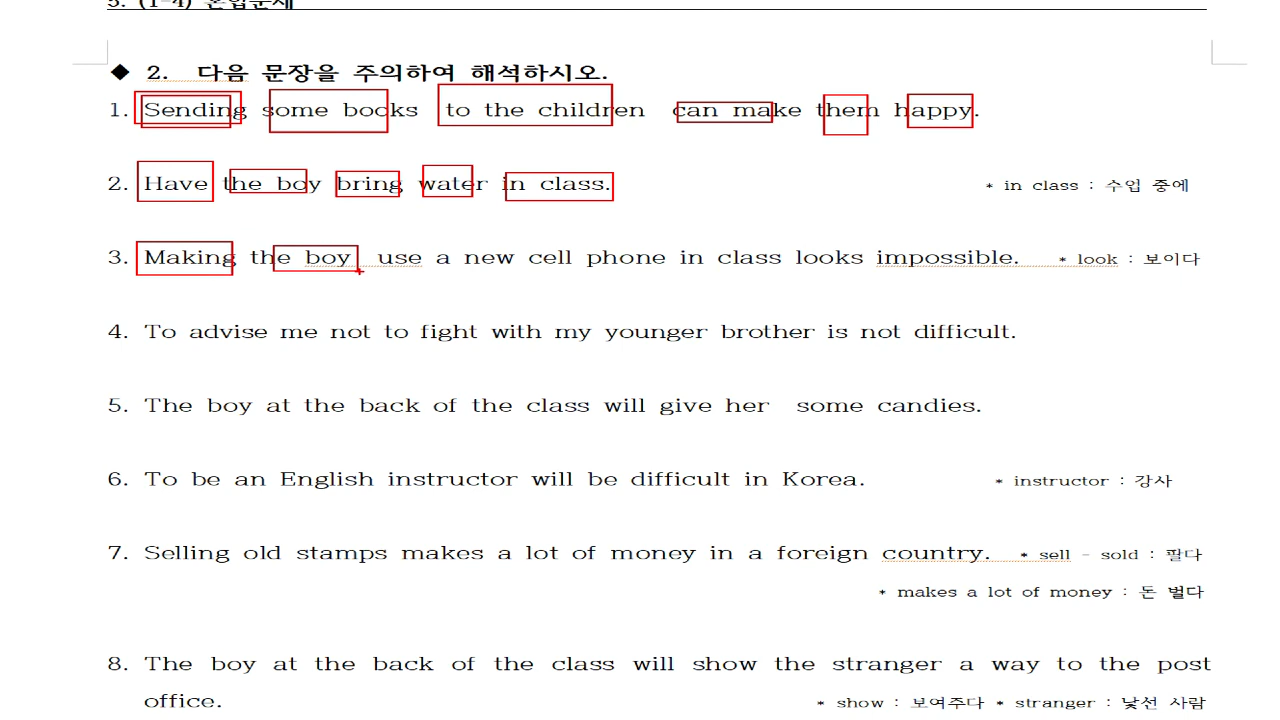 5. (1-4) 혼합문제
◆ 2. 다음 문장을 주의하여 해석하시오.
1. Sending some books to the children can make them happy.
2. Have the boy bring water in class. * in class : 수업 중에
3. Making the boy use a new cell phone in class looks impossible. * look : 보이다
4. To advise me not to fight with my younger brother is not difficult.
5. The boy at the back of the class will give her some candies.
6. To be an English instructor will be difficult in Korea. * instructor : 강사
7. Selling old stamps makes a lot of money in a foreign country. * sell - sold : 팔다
* makes a lot of money : 돈 벌다
8. The boy at the back of the class will show the stranger a way to the post
office. * show : 보여주다 * stranger : 낯선 사람